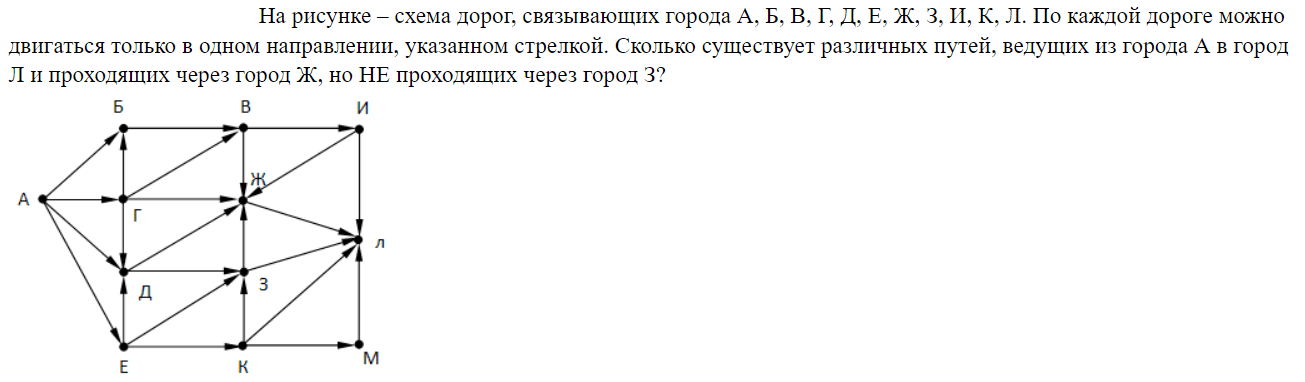 На рисунке – схема дорог, связывающих города А, Б, В, Г, Д, Е, Ж, З, И, К, Л. По каждой дороге можно
двигаться только в одном направлении, указанном стрелкой. Сколько существует различных путей, ведущих из города А в город
Л и проходящих через город Ж, но НЕ проходящих через город З?
Б В И
Ж
А
Г
л
Д
З
Е К М